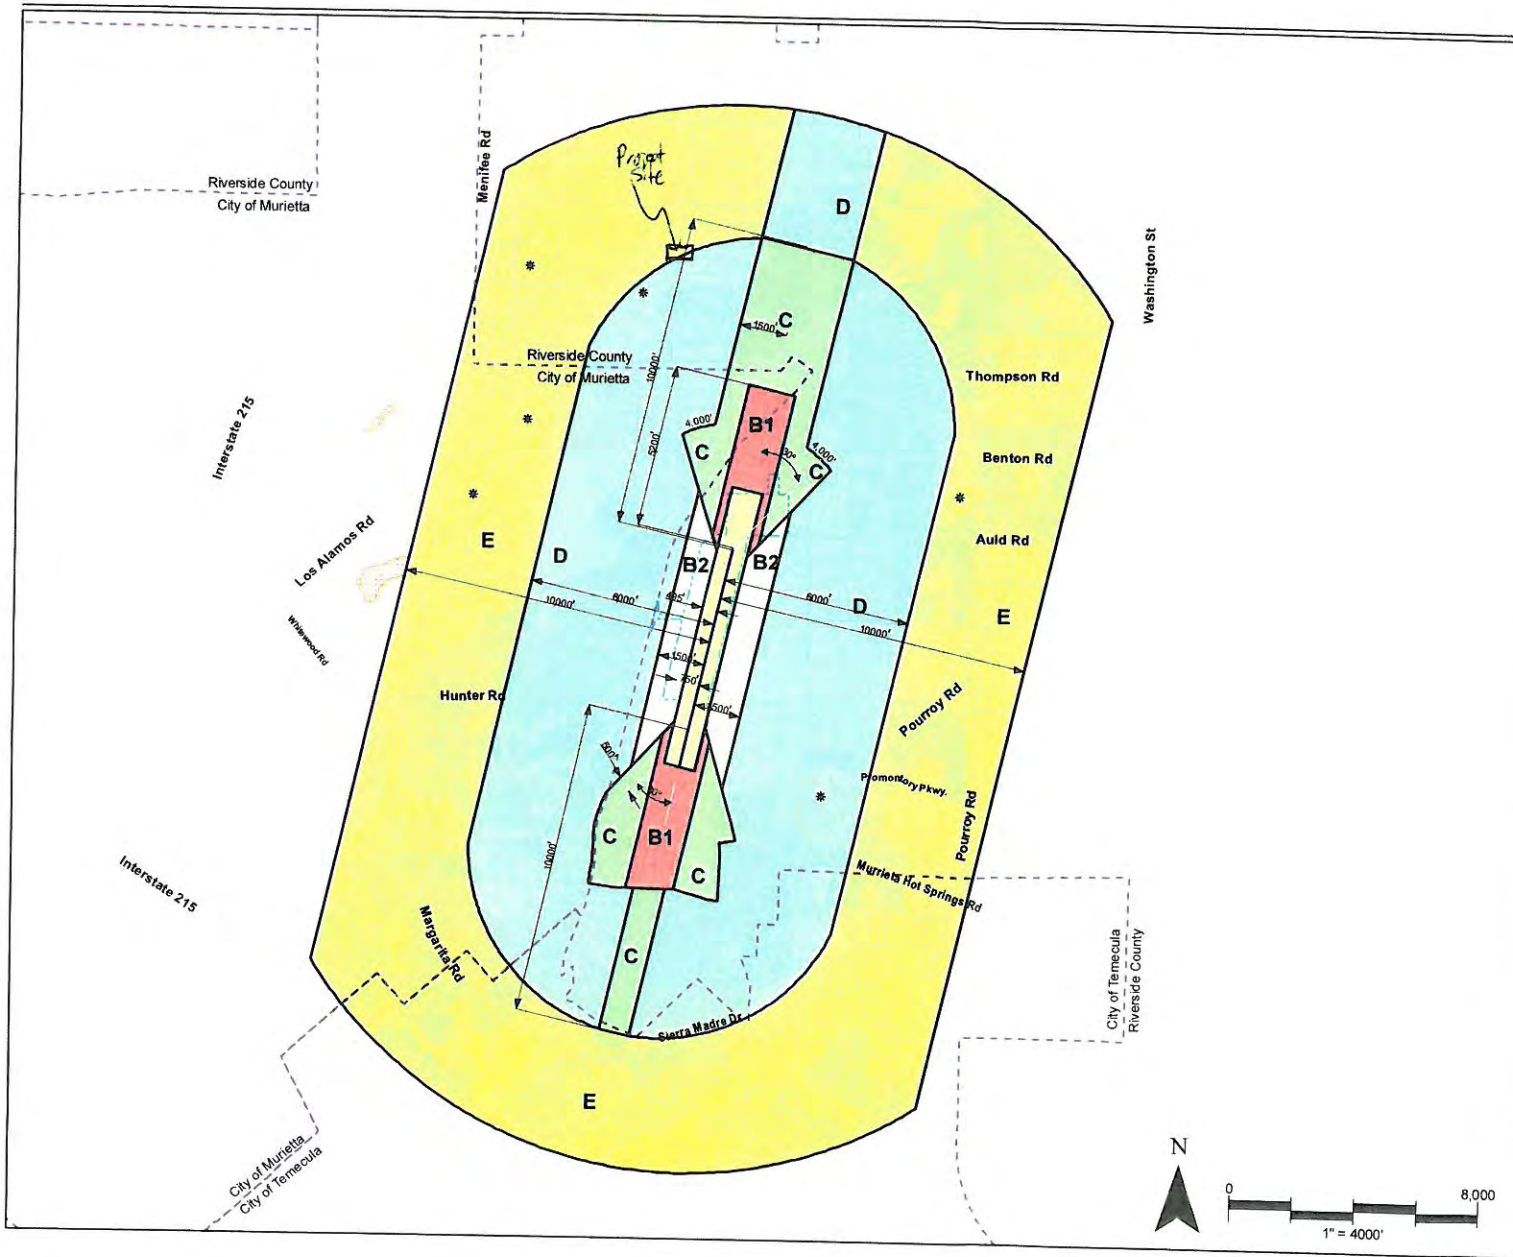 Riverside County
City of Murietta
Menifee Rd
Project
Site
D
Washington St
C
1500'
Riverside County
City of Murietta
10000'
5200'
Thompson Rd
Interstate 215
4,000'
B1
30°
4,000'
C
C
Benton Rd
Los Alamos Rd
E
D
B2
B2
Auld Rd
6000'
10000'
6000'
D
10000'
E
Whitewood Rd
1500'
750'
1500'
Hunter Rd
Pourroy Rd
500'
Promontory Pkwy.
Pourroy Rd
10000'
C
B1
C
Murrieta Hot Springs Rd
Interstate 215
Margarita Rd
C
City of Temecula
Riverside County
Sierra Madre Dr
E
City of Murietta
City of Temecula
N
0
8,000
1" = 4000'